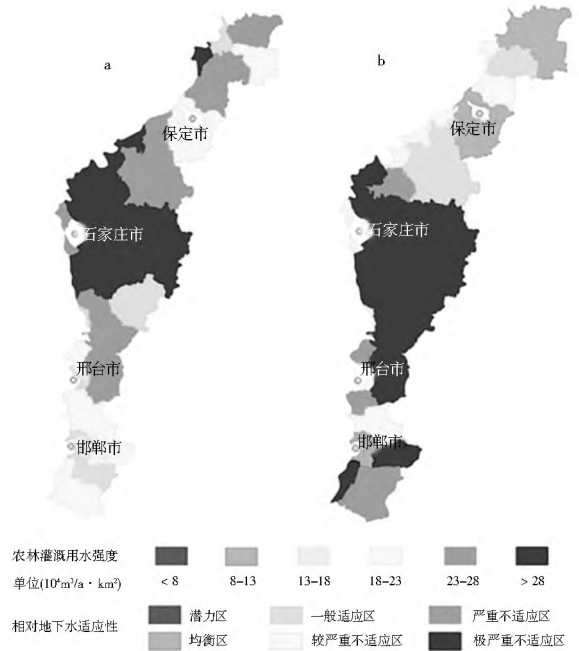 a
b
保定市
保定市
石家庄市
石家庄市
邢台市
邢台市
邯郸市
邯郸市
农林灌溉用水强度
单位(10⁴m³/a·km²) < 8 8–13 13–18 18–23 23–28 > 28
相对地下水适应性
潜力区 一般适应区 严重不适应区
均衡区 较严重不适应区 极严重不适应区